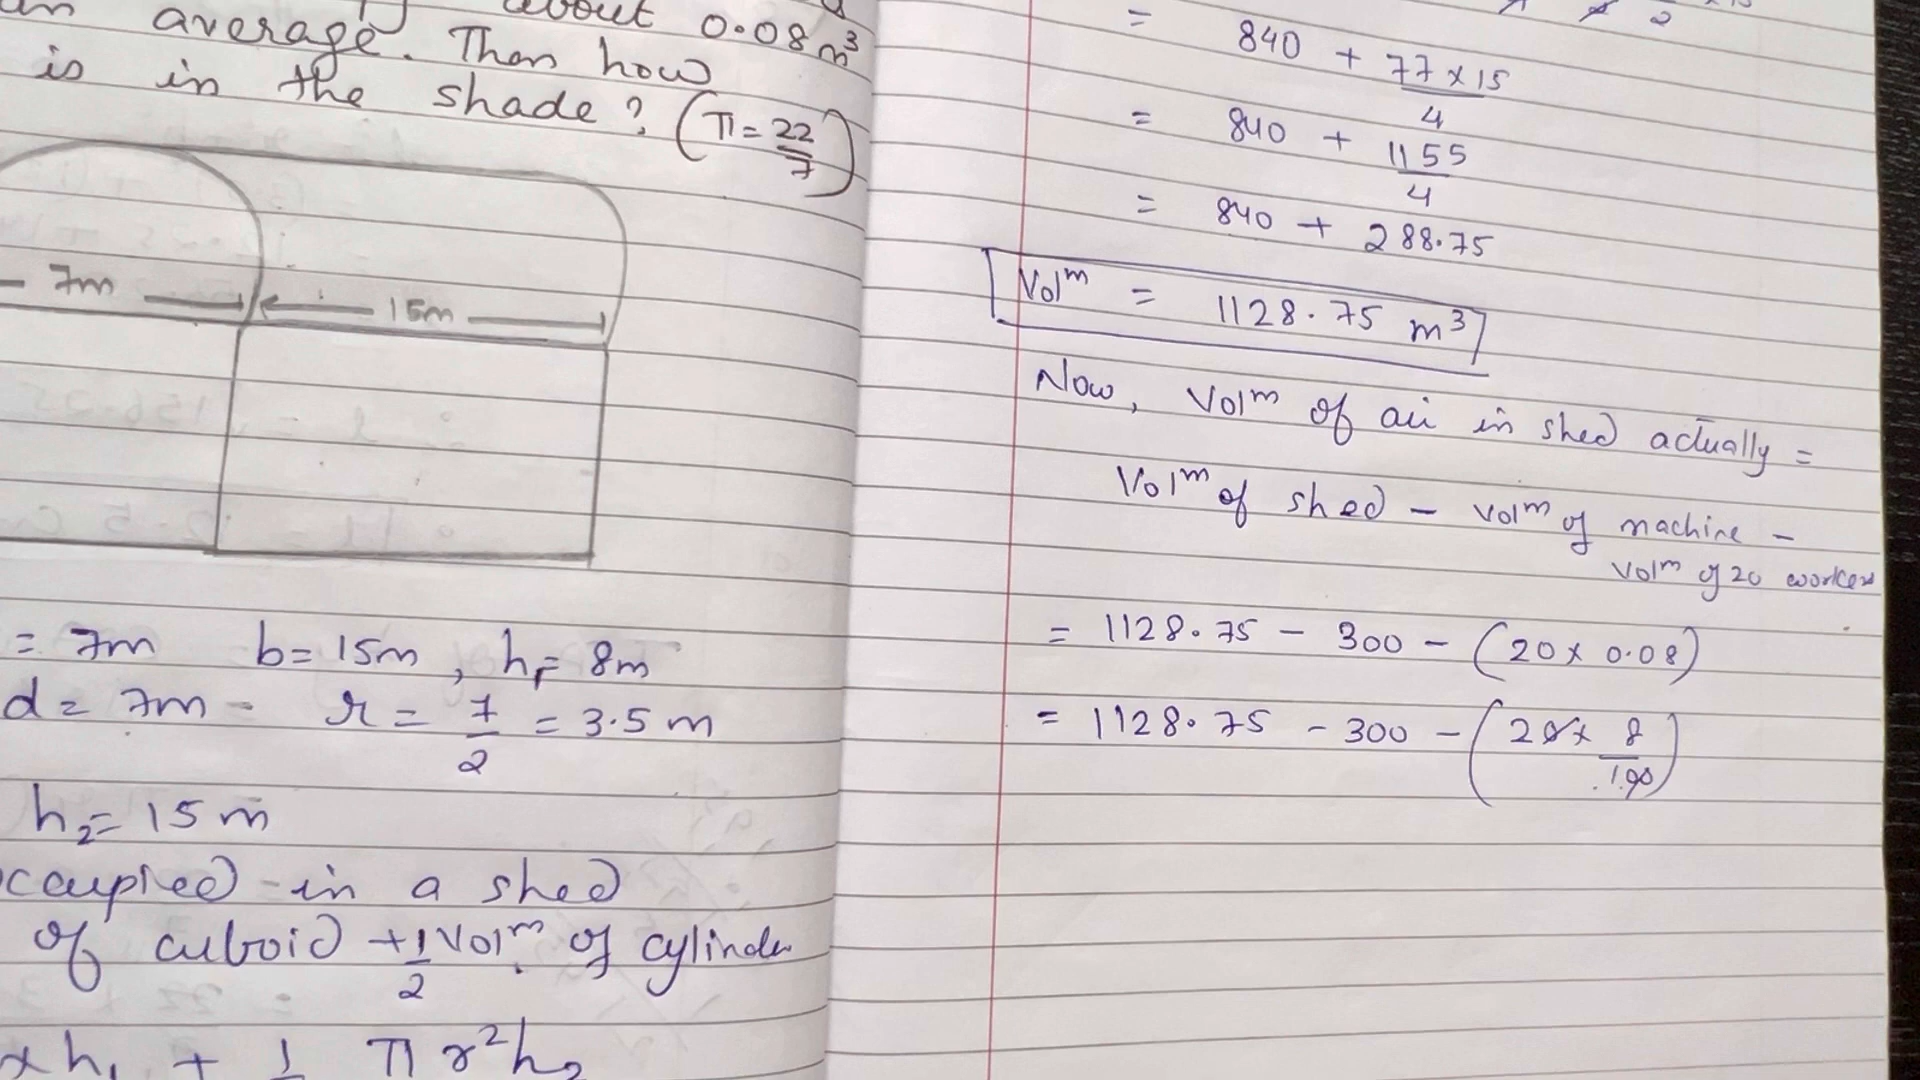 average. Then how about 0.08 m³
is in the shade? (π = 22/7)
7m
15m
= 7m b = 15m, h₁ = 8m
d = 7m - r = 7/2 = 3.5 m
h₂ = 15 m
in a shed
of cuboid + 1/2 Volᵐ of cylinder
x h₁ + 1 π r² h₂
= 840 + 77 x 15 / 4
= 840 + 1155 / 4
= 840 + 288.75
Volᵐ = 1128.75 m³
Now, Volᵐ of air in shed actually =
Volᵐ of shed - Volᵐ of machine -
Volᵐ of 20 workers
= 1128.75 - 300 - (20 x 0.08)
= 1128.75 - 300 - (20 x 8 / 100)